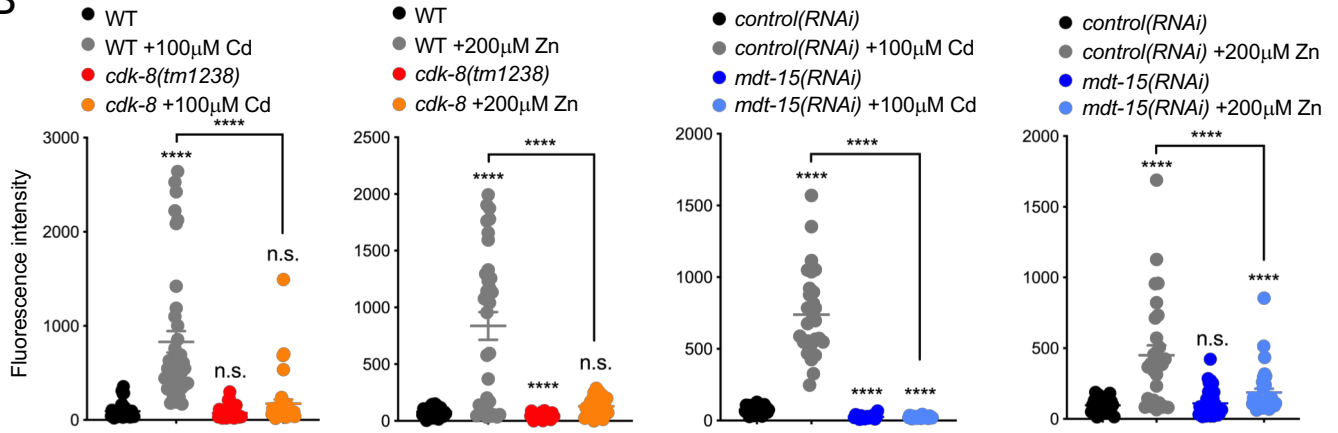 B
WT
WT +100μM Cd
cdk-8(tm1238)
cdk-8 +100μM Cd
WT
WT +200μM Zn
cdk-8(tm1238)
cdk-8 +200μM Zn
control(RNAi)
control(RNAi) +100μM Cd
mdt-15(RNAi)
mdt-15(RNAi) +100μM Cd
control(RNAi)
control(RNAi) +200μM Zn
mdt-15(RNAi)
mdt-15(RNAi) +200μM Zn
Fluorescence intensity
3000
2000
1000
0
****
****
n.s.
n.s.
2500
2000
1500
1000
500
0
****
****
****
n.s.
2000
1500
1000
500
0
****
****
****
****
2000
1500
1000
500
0
****
****
n.s.
****